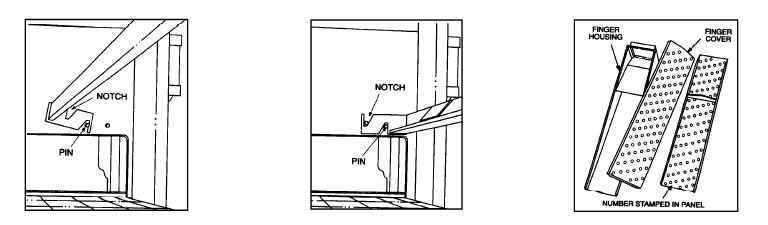 NOTCH
PIN
NOTCH
PIN
FINGER
HOUSING
FINGER
COVER
NUMBER STAMPED IN PANEL